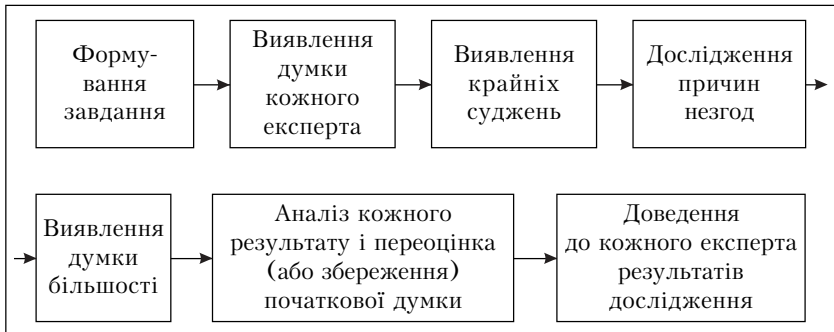 Форму-
вання
завдання
Виявлення
думки
кожного
експерта
Виявлення
крайніх
суджень
Дослідження
причин
незгод
Виявлення
думки
більшості
Аналіз кожного
результату і переоцінка
(або збереження)
початкової думки
Доведення
до кожного експерта
результатів
дослідження